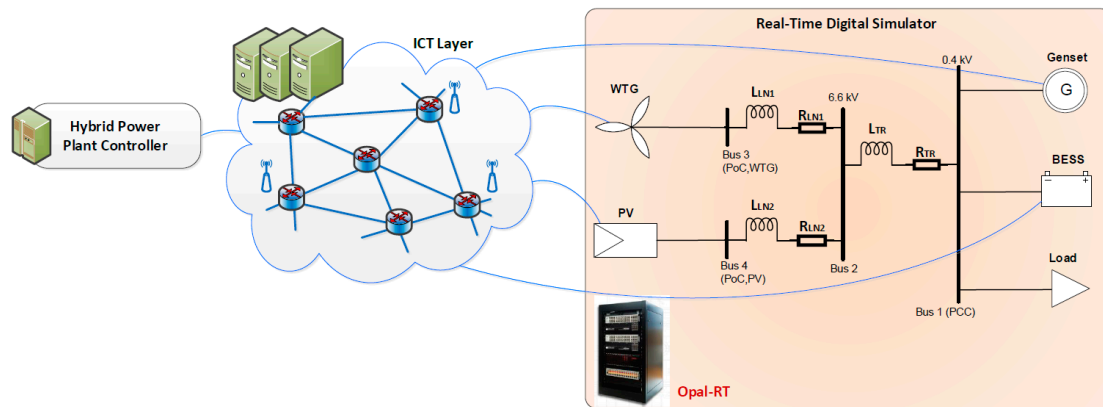 Real-Time Digital Simulator
ICT Layer
Hybrid Power
Plant Controller
WTG
LLN1
RLN1
6.6 kV
0.4 kV
Genset
G
LTR
RTR
Bus 3
(PoC,WTG)
BESS
PV
LLN2
RLN2
Bus 4
(PoC,PV)
Bus 2
Load
Bus 1 (PCC)
Opal-RT